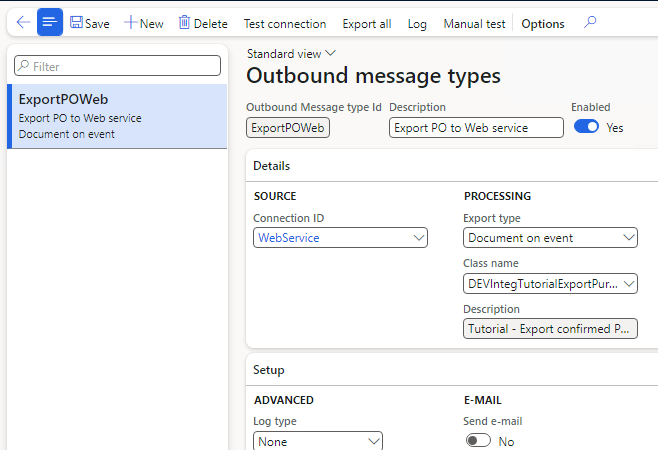 Save New Delete Test connection Export all Log Manual test Options
Filter
ExportPOWeb
Export PO to Web service
Document on event
Standard view
Outbound message types
Outbound Message type Id Description Enabled
ExportPOWeb Export PO to Web service Yes
Details
SOURCE PROCESSING
Connection ID Export type
WebService Document on event
Class name
DEVIntegTutorialExportPur...
Description
Tutorial - Export confirmed P...
Setup
ADVANCED E-MAIL
Log type Send e-mail
None No